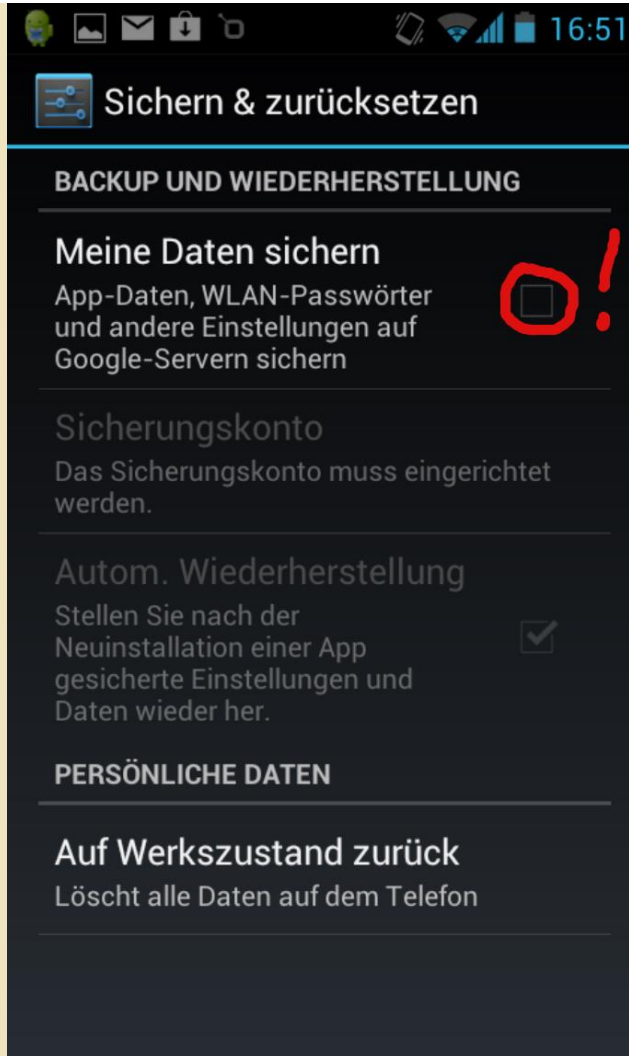 16:51
Sichern & zurücksetzen
BACKUP UND WIEDERHERSTELLUNG
Meine Daten sichern
App-Daten, WLAN-Passwörter
und andere Einstellungen auf
Google-Servern sichern
!
Sicherungskonto
Das Sicherungskonto muss eingerichtet
werden.
Autom. Wiederherstellung
Stellen Sie nach der
Neuinstallation einer App
gesicherte Einstellungen und
Daten wieder her.
PERSÖNLICHE DATEN
Auf Werkszustand zurück
Löscht alle Daten auf dem Telefon